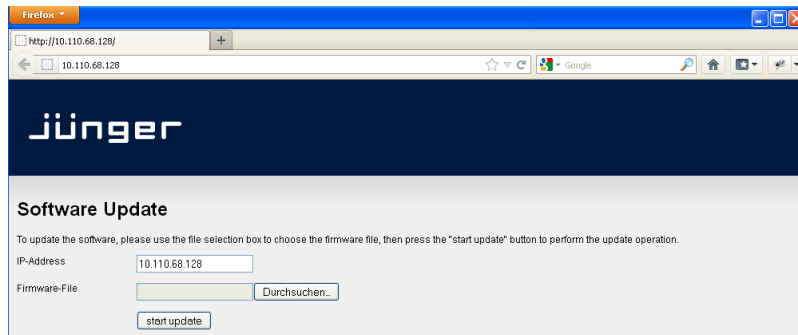 Firefox
http://10.110.68.128/
+
10.110.68.128
Google
jünger
Software Update
To update the software, please use the file selection box to choose the firmware file, then press the "start update" button to perform the update operation.
IP-Address 10.110.68.128
Firmware-File Durchsuchen..
start update